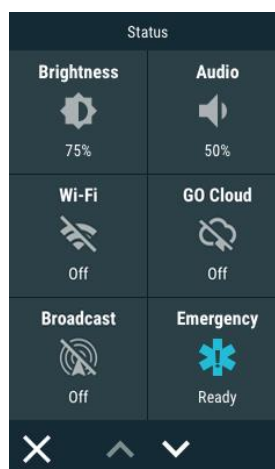 Status
Brightness
75%
Audio
50%
Wi-Fi
Off
GO Cloud
Off
Broadcast
Off
Emergency
Ready